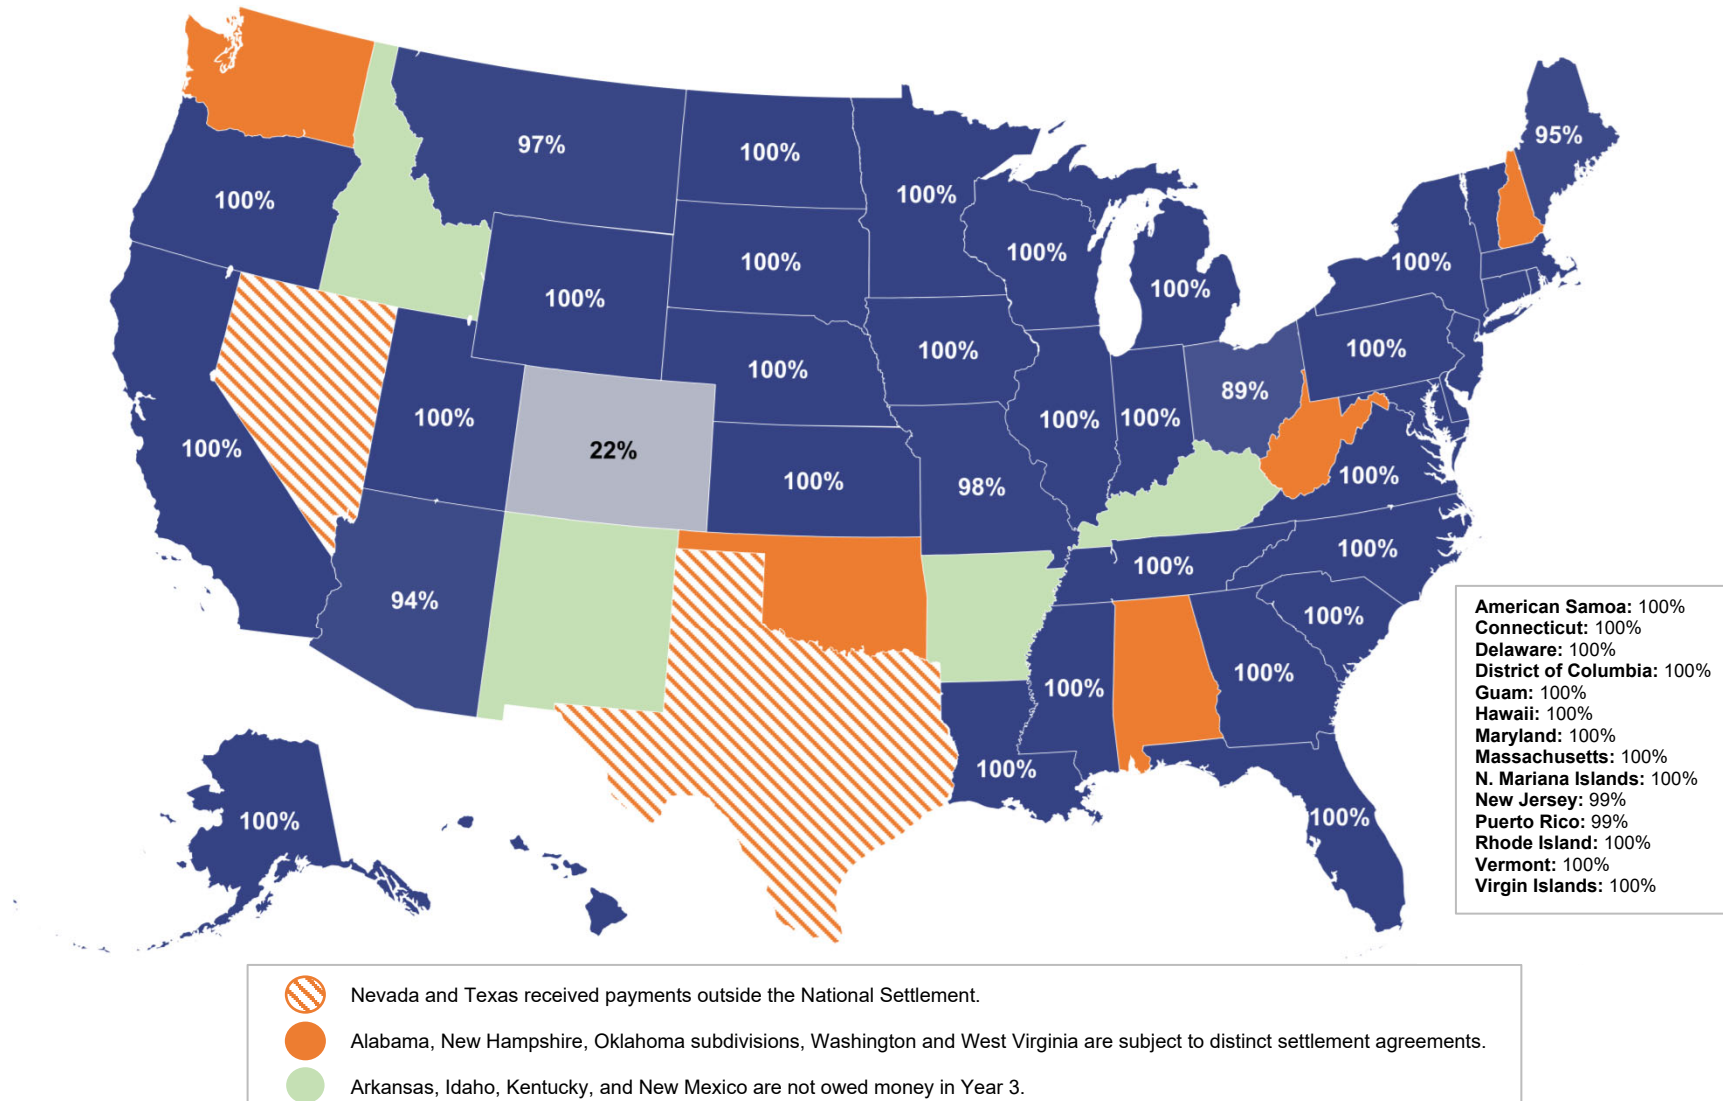 95%
97%
100%
100%
100%
100%
100%
100%
100%
100%
100%
100%
100%
100%
89%
100%
100%
100%
100%
22%
100%
100%
98%
100%
100%
100%
94%
100%
100%
100%
100%
100%
100%
American Samoa: 100%
Connecticut: 100%
Delaware: 100%
District of Columbia: 100%
Guam: 100%
Hawaii: 100%
Maryland: 100%
Massachusetts: 100%
N. Mariana Islands: 100%
New Jersey: 99%
Puerto Rico: 99%
Rhode Island: 100%
Vermont: 100%
Virgin Islands: 100%
Nevada and Texas received payments outside the National Settlement.
Alabama, New Hampshire, Oklahoma subdivisions, Washington and West Virginia are subject to distinct settlement agreements.
Arkansas, Idaho, Kentucky, and New Mexico are not owed money in Year 3.